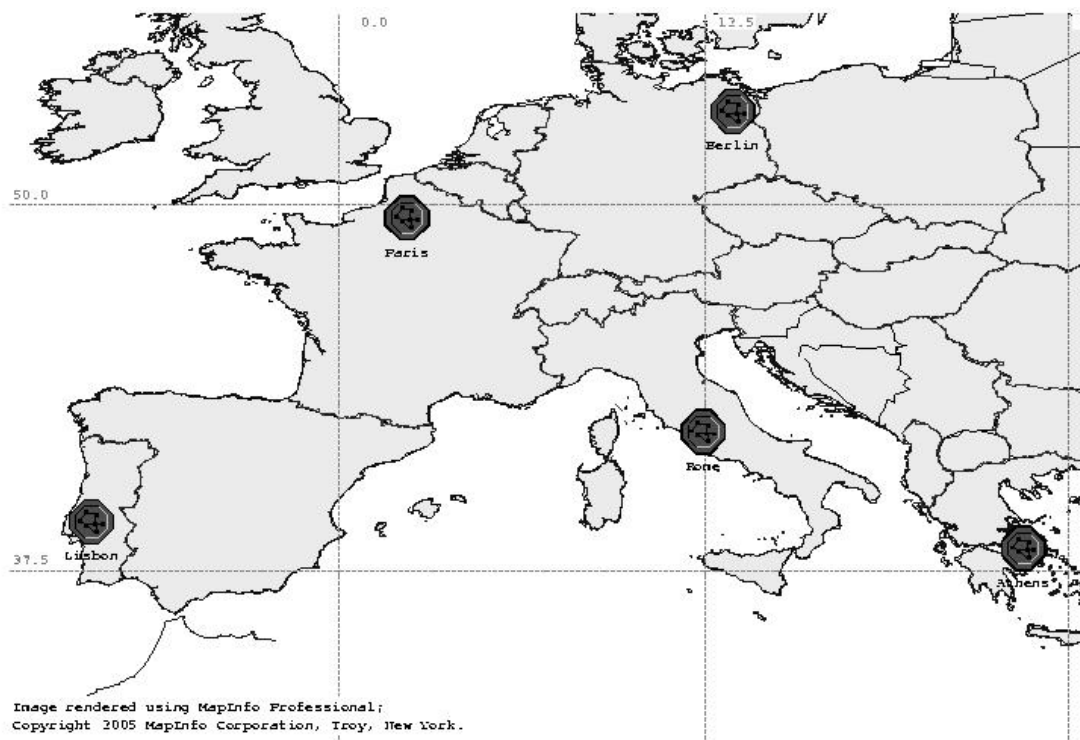 0.0
12.5
Berlin
50.0
Paris
Rome
Lisbon
37.5
Athens
Image rendered using MapInfo Professional;
Copyright 2005 MapInfo Corporation, Troy, New York.